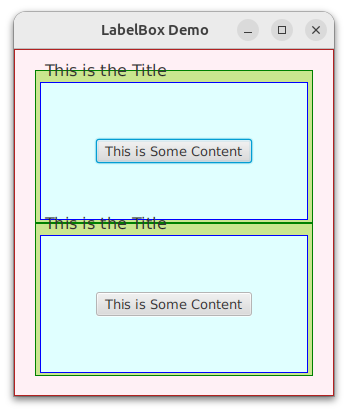 LabelBox Demo
This is the Title
This is Some Content
This is the Title
This is Some Content